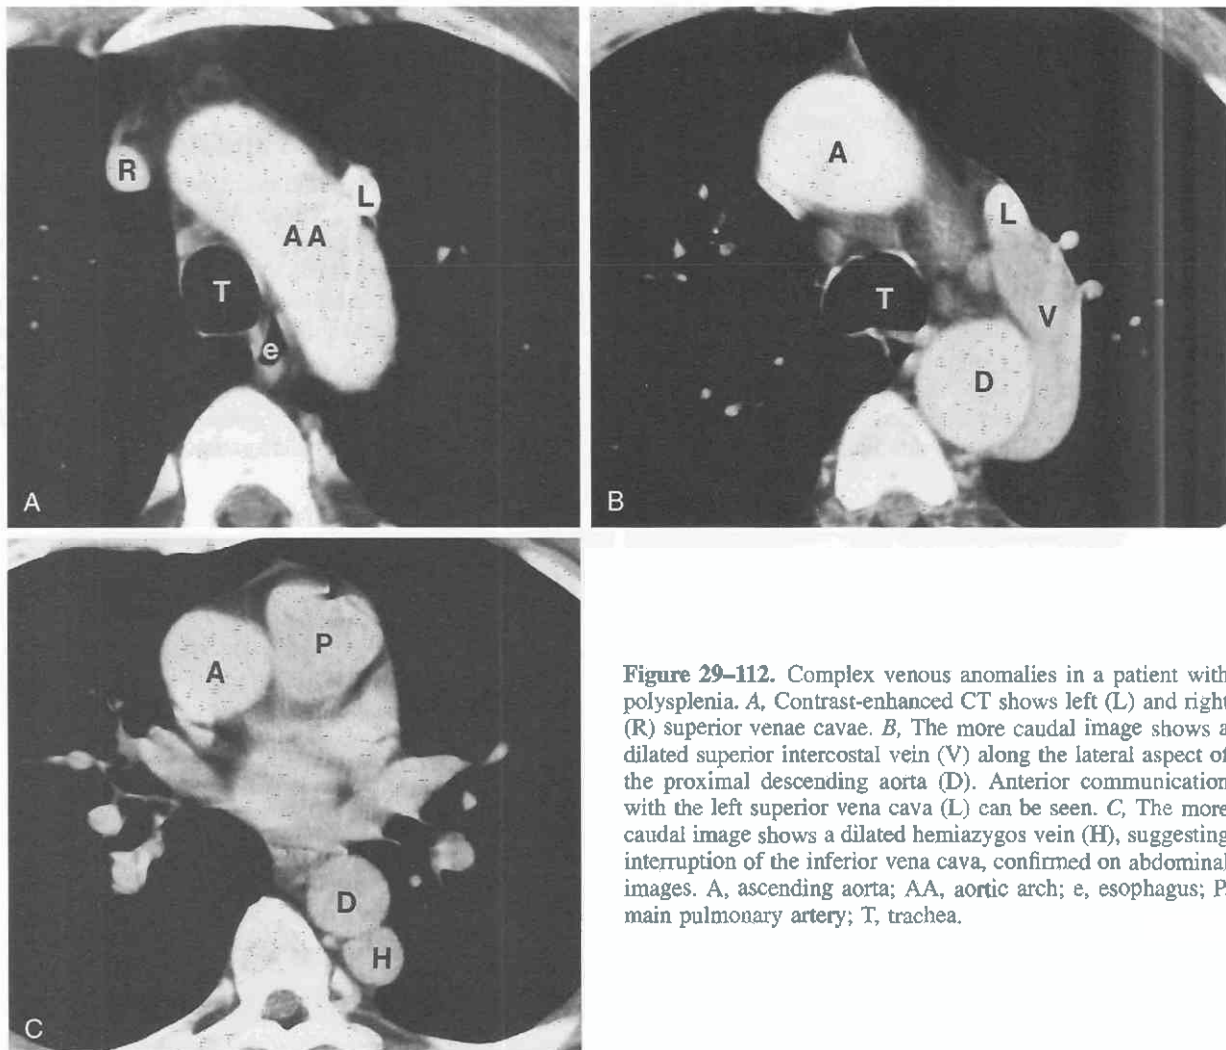 R
L
AA
T
e
A
A
L
T
V
D
B
A
P
D
H
C
Figure 29–112. Complex venous anomalies in a patient with
polysplenia. A, Contrast-enhanced CT shows left (L) and right
(R) superior venae cavae. B, The more caudal image shows a
dilated superior intercostal vein (V) along the lateral aspect of
the proximal descending aorta (D). Anterior communication
with the left superior vena cava (L) can be seen. C, The more
caudal image shows a dilated hemiazygos vein (H), suggesting
interruption of the inferior vena cava, confirmed on abdominal
images. A, ascending aorta; AA, aortic arch; e, esophagus; P,
main pulmonary artery; T, trachea.